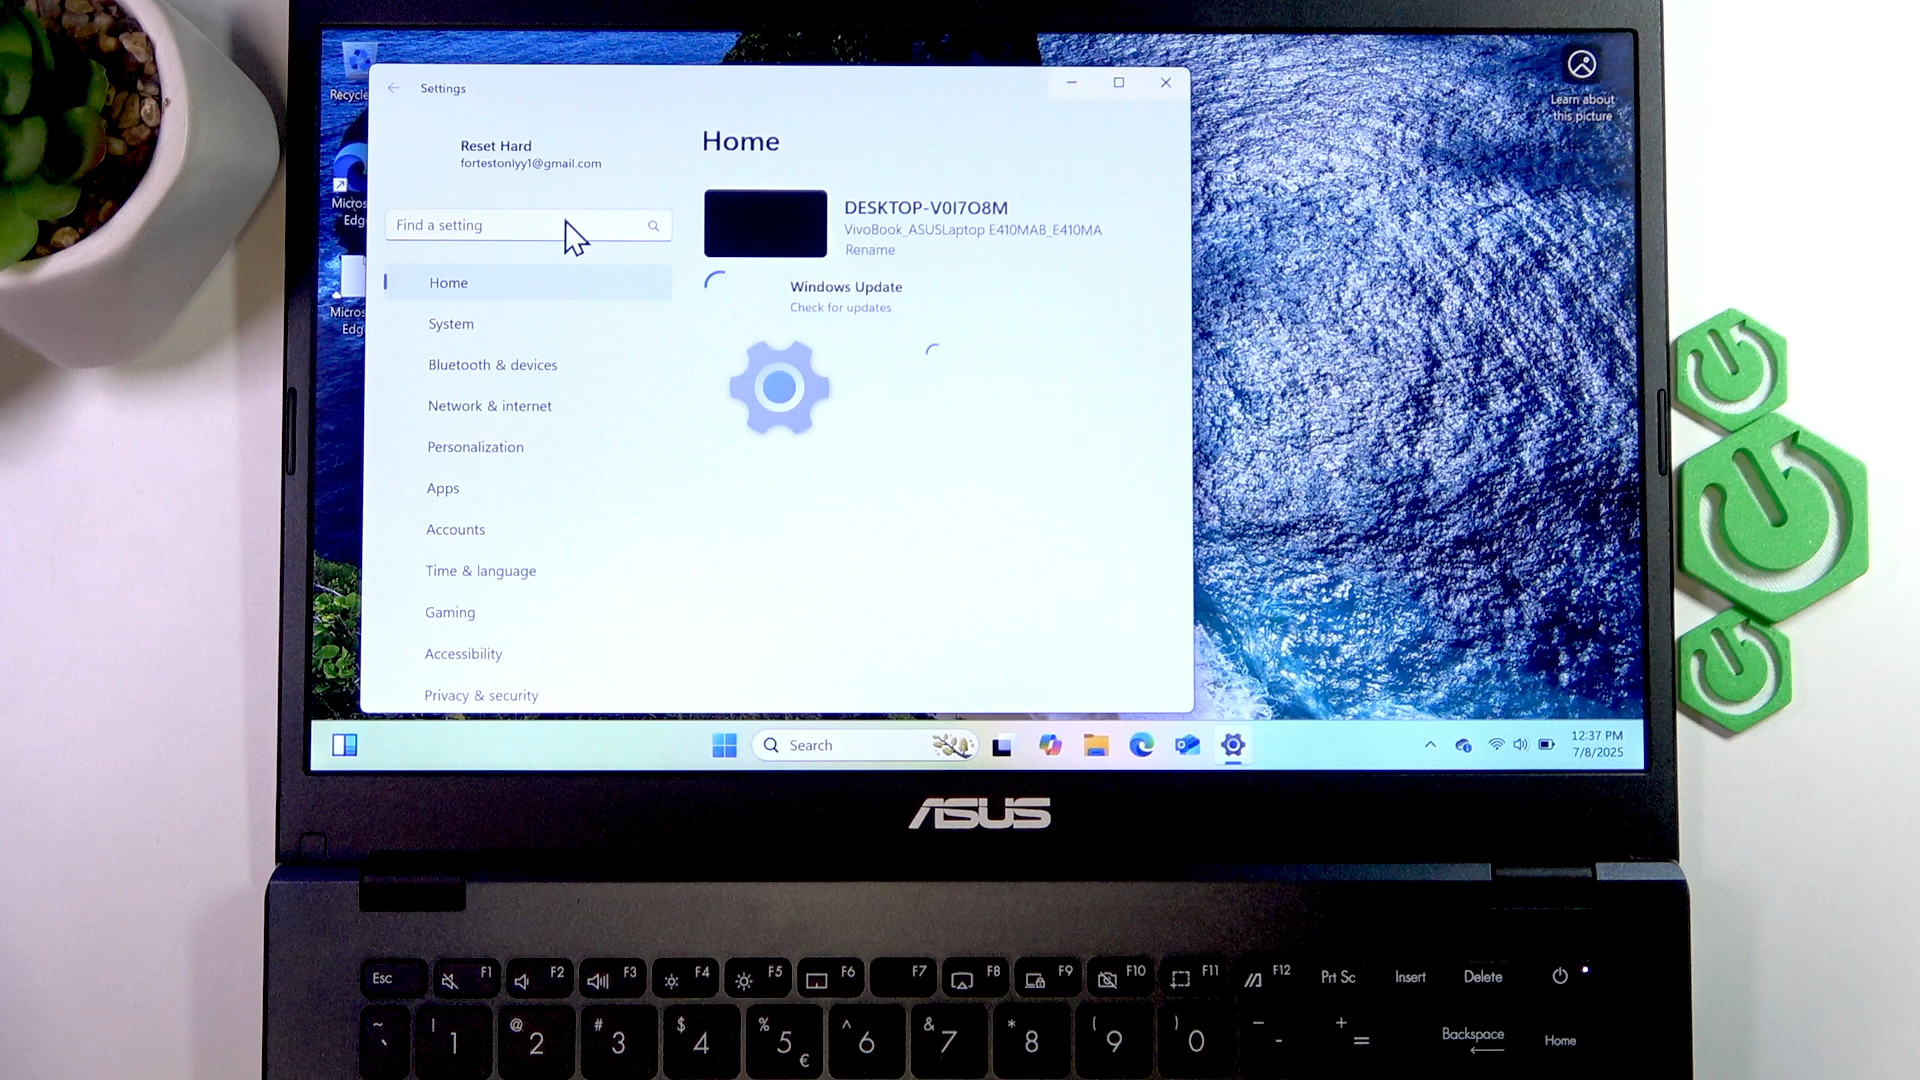 Recycle
Settings
Learn about
this picture
Reset Hard
fortestonlyy1@gmail.com
Home
Micros
Edg
Find a setting
DESKTOP-V0I7O8M
VivoBook_ASUSLaptop E410MAB_E410MA
Rename
Home
Windows Update
Check for updates
Micros
Edg
System
Bluetooth & devices
Network & internet
Personalization
Apps
Accounts
Time & language
Gaming
Accessibility
Privacy & security
Search
12:37 PM
7/8/2025
ASUS
Esc F1 F2 F3 F4 F5 F6 F7 F8 F9 F10 F11 F12 Prt Sc Insert Delete
~ ` ! 1 @ 2 # 3 $ 4 % 5 € ^ 6 & 7 * 8 ( 9 ) 0 _ - + = Backspace Home